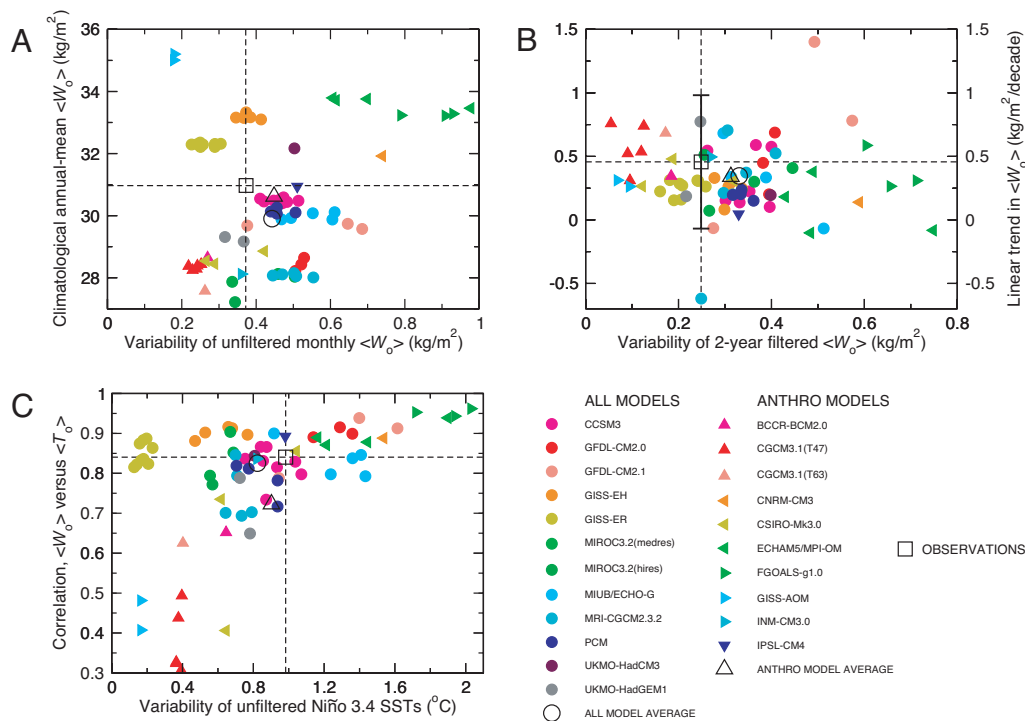 A
Climatological annual-mean <Wo> (kg/m²)
36
34
32
30
28
0
0.2
0.4
0.6
0.8
1
Variability of unfiltered monthly <Wo> (kg/m²)
B
1.5
1
0.5
0
-0.5
0
0.2
0.4
0.6
0.8
Variability of 2-year filtered <Wo> (kg/m²)
1.5
1
0.5
0
-0.5
Linear trend in <Wo> (kg/m²/decade)
C
Correlation, <Wo> versus <To>
1
0.9
0.8
0.7
0.6
0.5
0.4
0.3
0
0.4
0.8
1.2
1.6
2
Variability of unfiltered Niño 3.4 SSTs (°C)
ALL MODELS
CCSM3
GFDL-CM2.0
GFDL-CM2.1
GISS-EH
GISS-ER
MIROC3.2(medres)
MIROC3.2(hires)
MIUB/ECHO-G
MRI-CGCM2.3.2
PCM
UKMO-HadCM3
UKMO-HadGEM1
ALL MODEL AVERAGE
ANTHRO MODELS
BCCR-BCM2.0
CGCM3.1(T47)
CGCM3.1(T63)
CNRM-CM3
CSIRO-Mk3.0
ECHAM5/MPI-OM
FGOALS-g1.0
GISS-AOM
INM-CM3.0
IPSL-CM4
ANTHRO MODEL AVERAGE
OBSERVATIONS